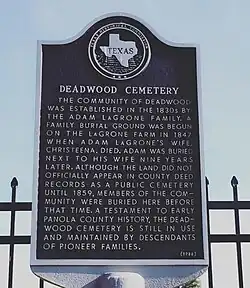 TEXAS
DEADWOOD CEMETERY
THE COMMUNITY OF DEADWOOD
WAS ESTABLISHED IN THE 1830s BY
THE ADAM LAGRONE FAMILY. A
FAMILY BURIAL GROUND WAS BEGUN
ON THE LAGRONE FARM IN 1847
WHEN ADAM LAGRONE'S WIFE,
CHRISTEENA, DIED. ADAM WAS BURIED
NEXT TO HIS WIFE NINE YEARS
LATER. ALTHOUGH THE LAND DID NOT
OFFICIALLY APPEAR IN COUNTY DEED
RECORDS AS A PUBLIC CEMETERY
UNTIL 1859, MEMBERS OF THE COM-
MUNITY WERE BURIED HERE BEFORE
THAT TIME. A TESTAMENT TO EARLY
PANOLA COUNTY HISTORY, THE DEAD-
WOOD CEMETERY IS STILL IN USE
AND MAINTAINED BY DESCENDANTS
OF PIONEER FAMILIES.